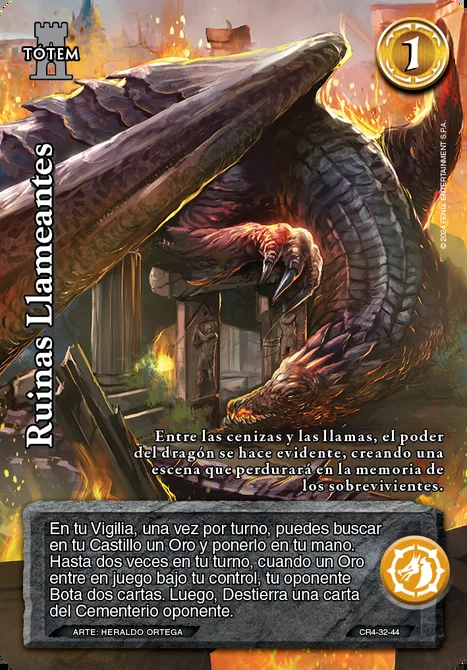 TÓTEM
1
Ruinas Llameantes
© 2024 FENIX ENTERTAINMENT S.P.A.
Entre las cenizas y las llamas, el poder
del dragón se hace evidente, creando una
escena que perdurará en la memoria de
los sobrevivientes.
En tu Vigilia, una vez por turno, puedes buscar
en tu Castillo un Oro y ponerlo en tu mano.
Hasta dos veces en tu turno, cuando un Oro
entre en juego bajo tu control, tu oponente
Bota dos cartas. Luego, Destierra una carta
del Cementerio oponente.
ARTE: HERALDO ORTEGA
CR4-32-44